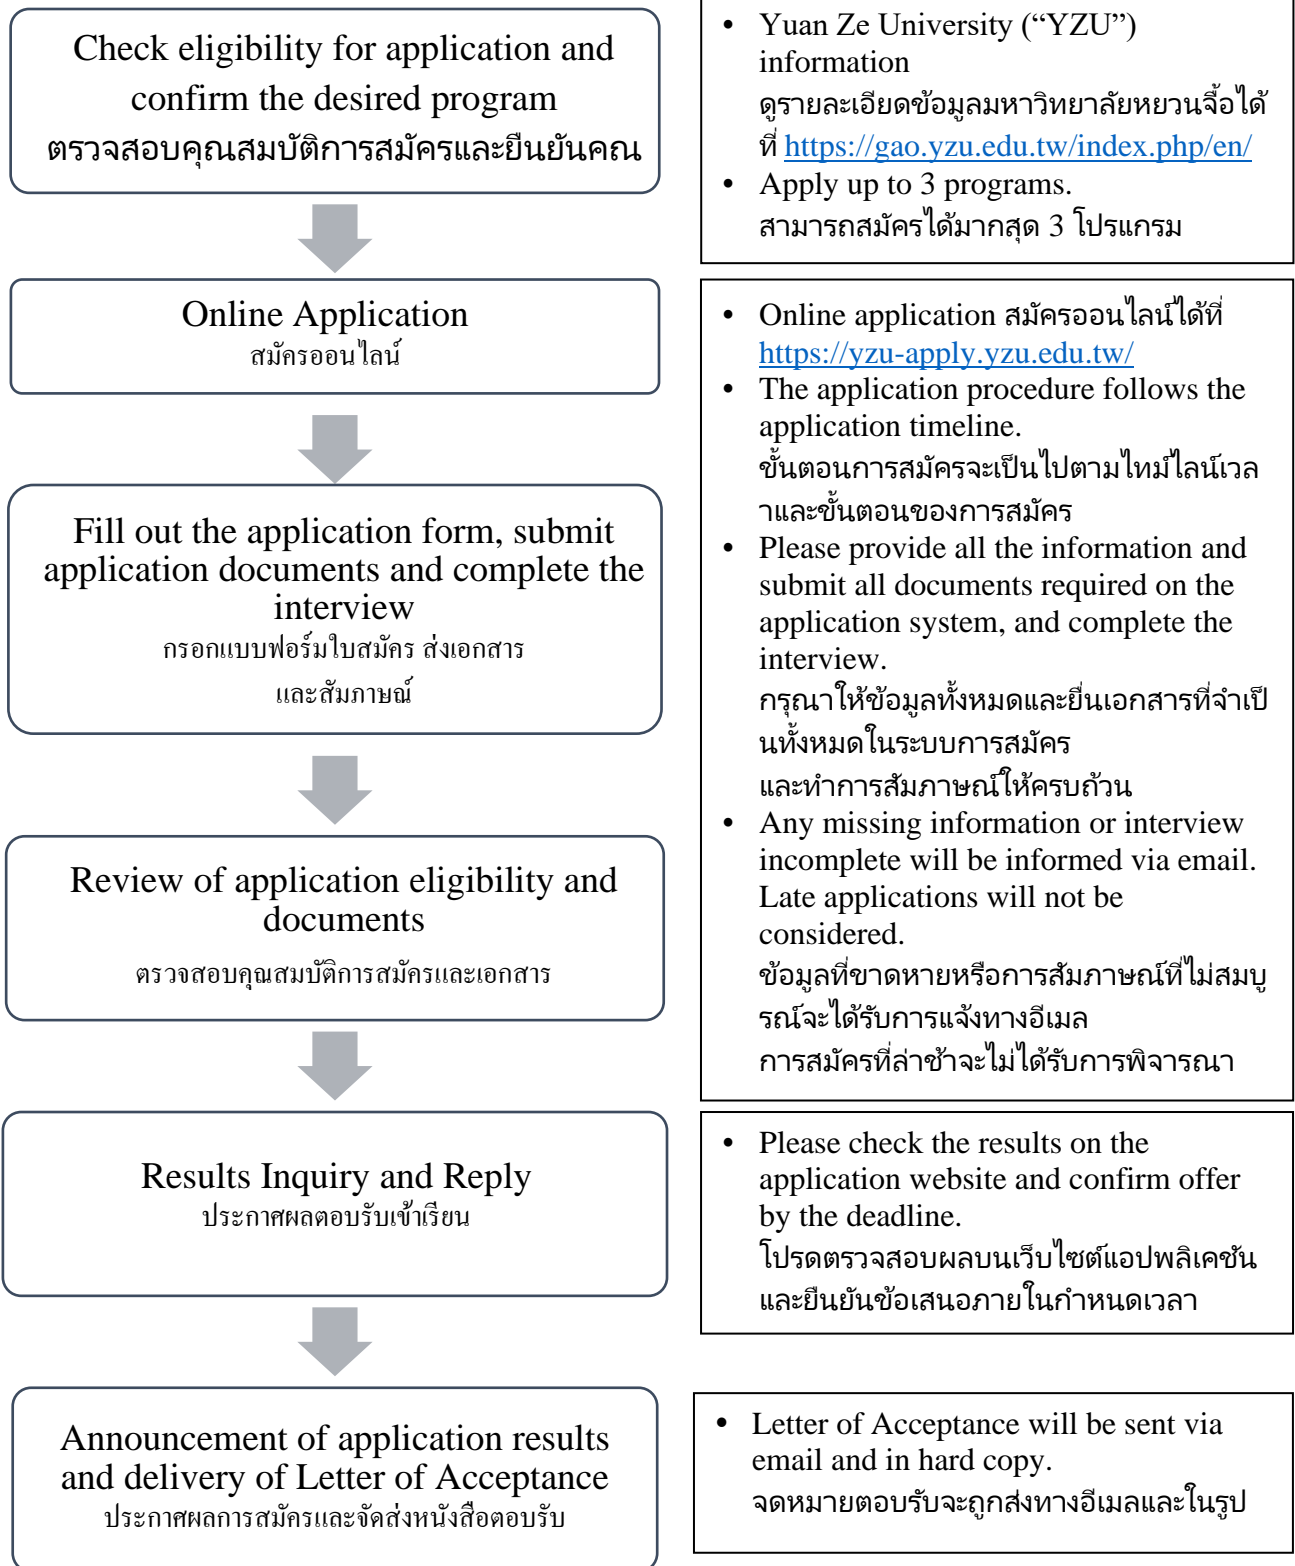 Check eligibility for application and
confirm the desired program
ตรวจสอบคุณสมบัติการสมัครและยืนยันคณ
• Yuan Ze University (“YZU”)
information
ดูรายละเอียดข้อมูลมหาวิทยาลัยหยวนจื้อได้
ที่ https://gao.yzu.edu.tw/index.php/en/
• Apply up to 3 programs.
สามารถสมัครได้มากสุด 3 โปรแกรม
Online Application
สมัครออนไลน์
Fill out the application form, submit
application documents and complete the
interview
กรอกแบบฟอร์มใบสมัคร ส่งเอกสาร
และสัมภาษณ์
Review of application eligibility and
documents
ตรวจสอบคุณสมบัติการสมัครและเอกสาร
• Online application สมัครออนไลน์ได้ที่
https://yzu-apply.yzu.edu.tw/
• The application procedure follows the
application timeline.
ขั้นตอนการสมัครจะเป็นไปตามไทม์ไลน์เวล
าและขั้นตอนของการสมัคร
• Please provide all the information and
submit all documents required on the
application system, and complete the
interview.
กรุณาให้ข้อมูลทั้งหมดและยื่นเอกสารที่จำเป็
นทั้งหมดในระบบการสมัคร
และทำการสัมภาษณ์ให้ครบถ้วน
• Any missing information or interview
incomplete will be informed via email.
Late applications will not be
considered.
ข้อมูลที่ขาดหายหรือการสัมภาษณ์ที่ไม่สมบู
รณ์จะได้รับการแจ้งทางอีเมล
การสมัครที่ล่าช้าจะไม่ได้รับการพิจารณา
Results Inquiry and Reply
ประกาศผลตอบรับเข้าเรียน
• Please check the results on the
application website and confirm offer
by the deadline.
โปรดตรวจสอบผลบนเว็บไซต์แอปพลิเคชัน
และยืนยันข้อเสนอภายในกำหนดเวลา
Announcement of application results
and delivery of Letter of Acceptance
ประกาศผลการสมัครและจัดส่งหนังสือตอบรับ
• Letter of Acceptance will be sent via
email and in hard copy.
จดหมายตอบรับจะถูกส่งทางอีเมลและในรูป